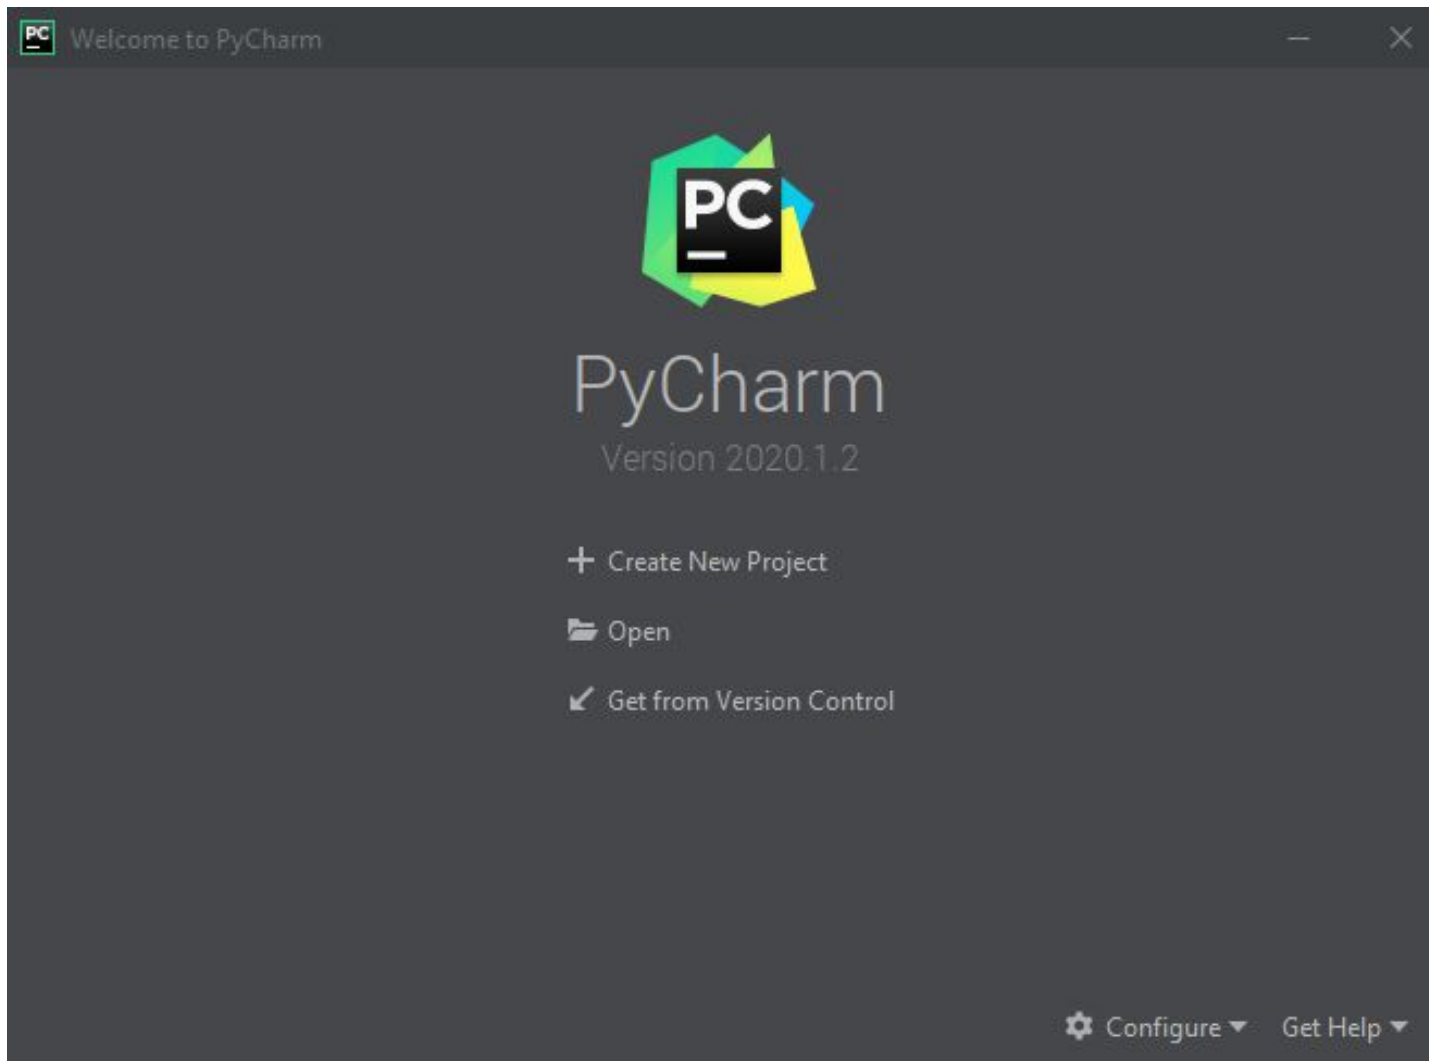 PC
Welcome to PyCharm
PC
PyCharm
Version 2020.1.2
Create New Project
Open
Get from Version Control
Configure
Get Help